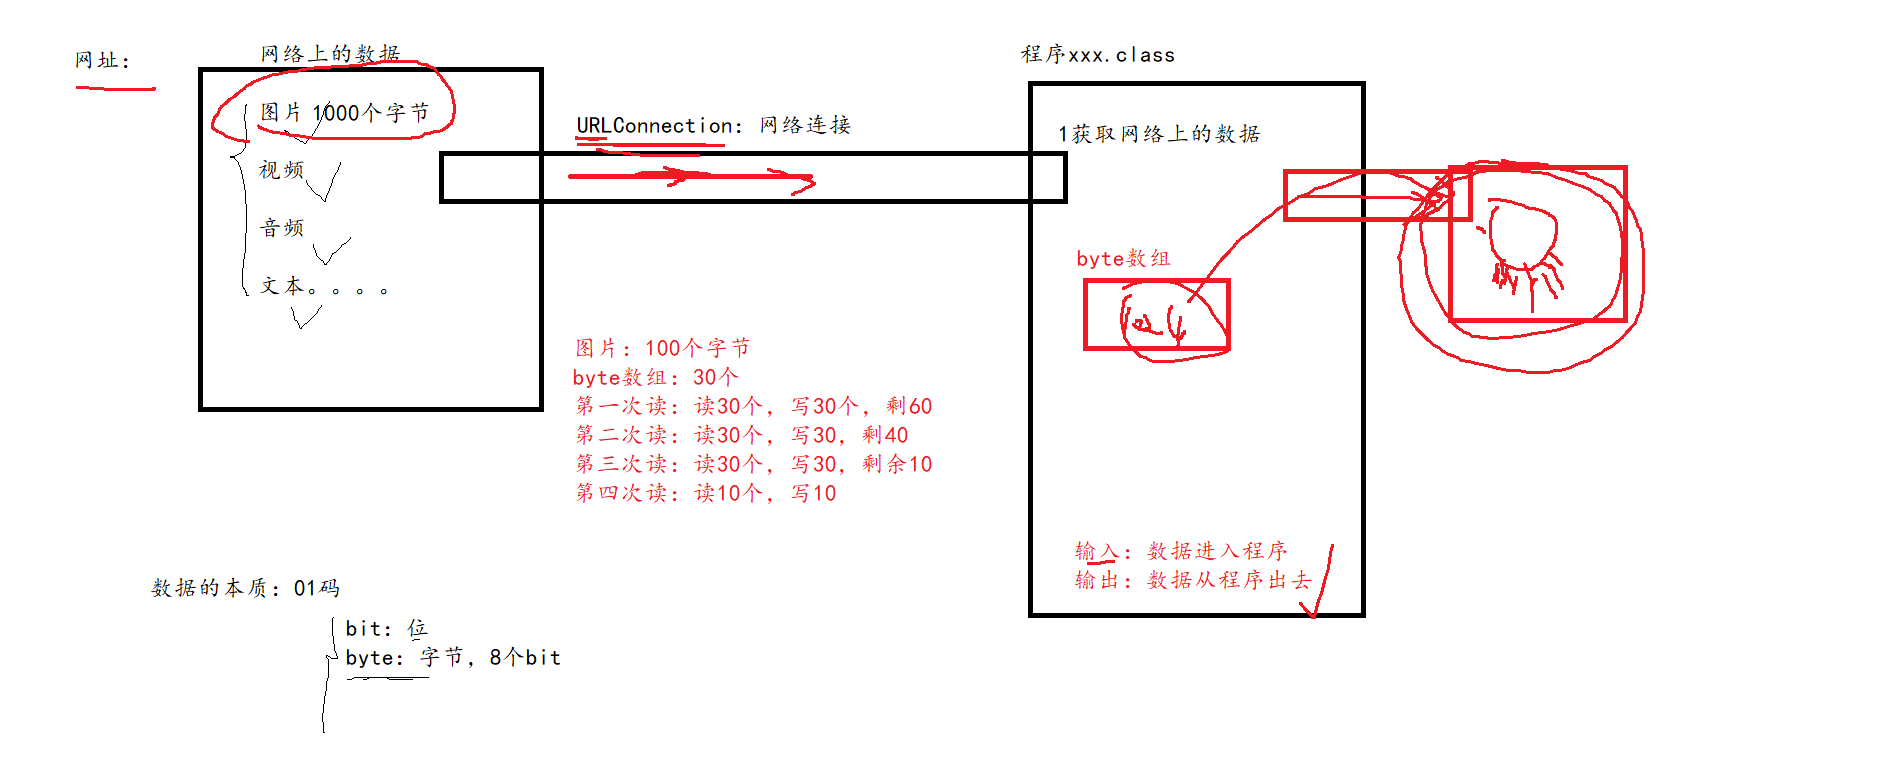 网址：
网络上的数据
图片 1000个字节
视频
音频
文本。。。。
URLConnection：网络连接
程序xxx.class
1获取网络上的数据
byte数组
图片：100个字节
byte数组：30个
第一次读：读30个，写30个，剩60
第二次读：读30个，写30，剩40
第三次读：读30个，写30，剩余10
第四次读：读10个，写10
输入：数据进入程序
输出：数据从程序出去
数据的本质：01码
bit：位
byte：字节，8个bit